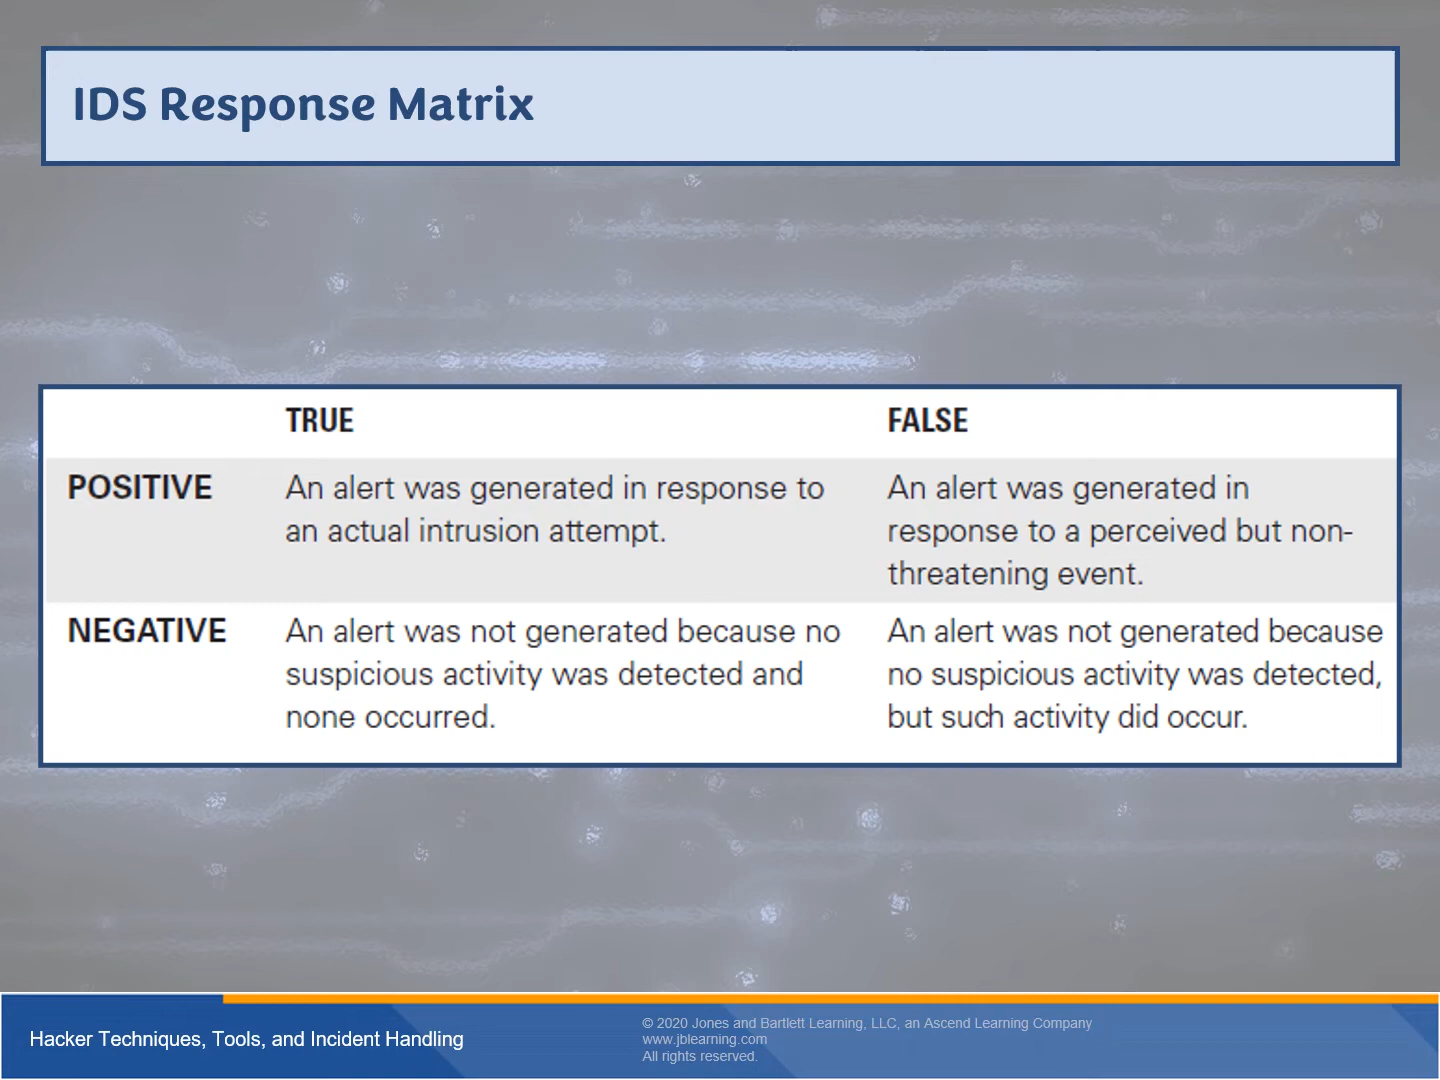 IDS Response Matrix
TRUE FALSE
POSITIVE An alert was generated in response to An alert was generated in
an actual intrusion attempt. response to a perceived but non-
threatening event.
NEGATIVE An alert was not generated because no An alert was not generated because
suspicious activity was detected and no suspicious activity was detected,
none occurred. but such activity did occur.
Hacker Techniques, Tools, and Incident Handling
© 2020 Jones and Bartlett Learning, LLC, an Ascend Learning Company
www.jblearning.com
All rights reserved.